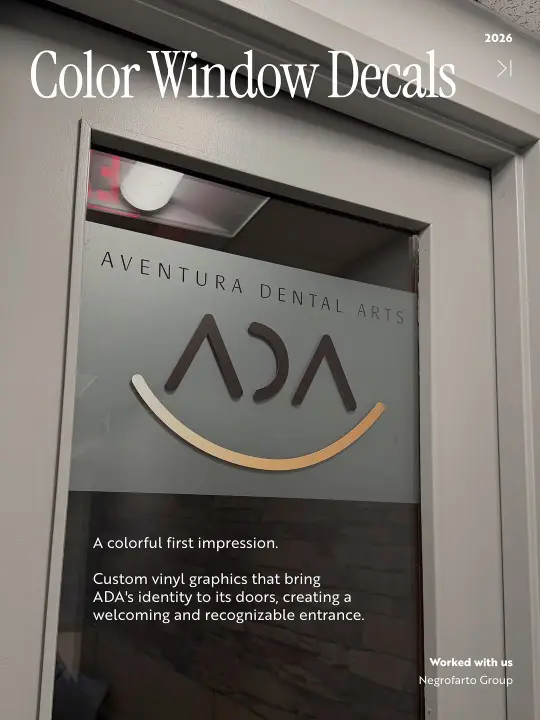 2026
Color Window Decals
AVENTURA DENTAL ARTS
ADA
A colorful first impression.
Custom vinyl graphics that bring
ADA's identity to its doors, creating a
welcoming and recognizable entrance.
Worked with us
Negrofarto Group